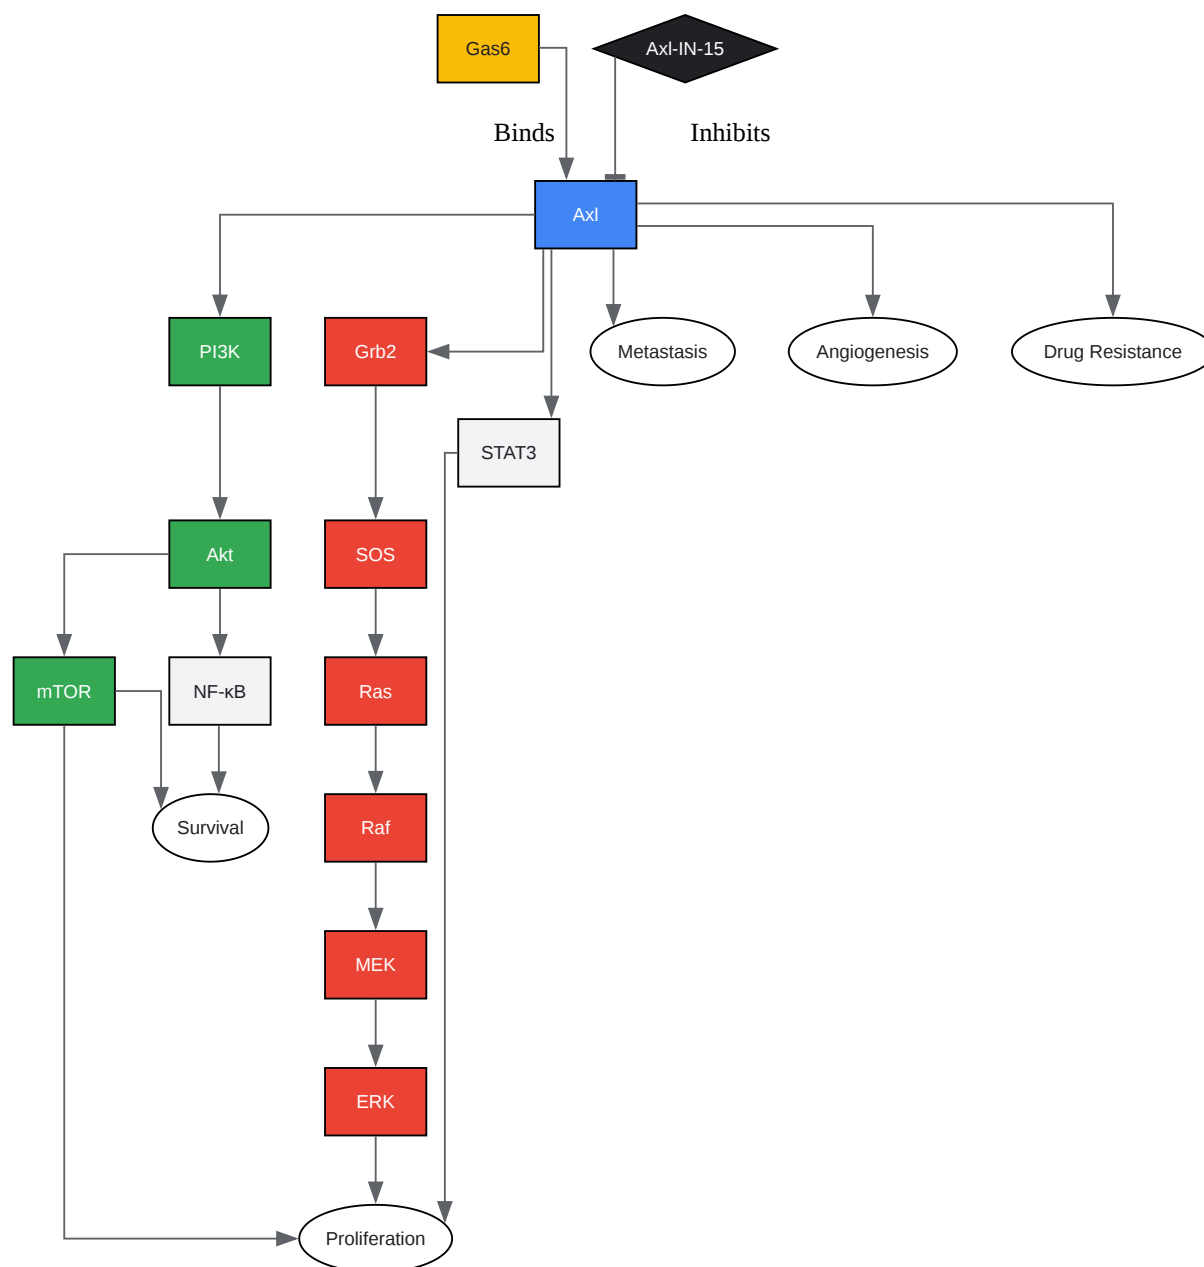 Gas6
Axl-IN-15
Binds
Inhibits
Axl
PI3K
Grb2
Metastasis
Angiogenesis
Drug Resistance
STAT3
Akt
SOS
mTOR
NF-κB
Ras
Survival
Raf
MEK
ERK
Proliferation